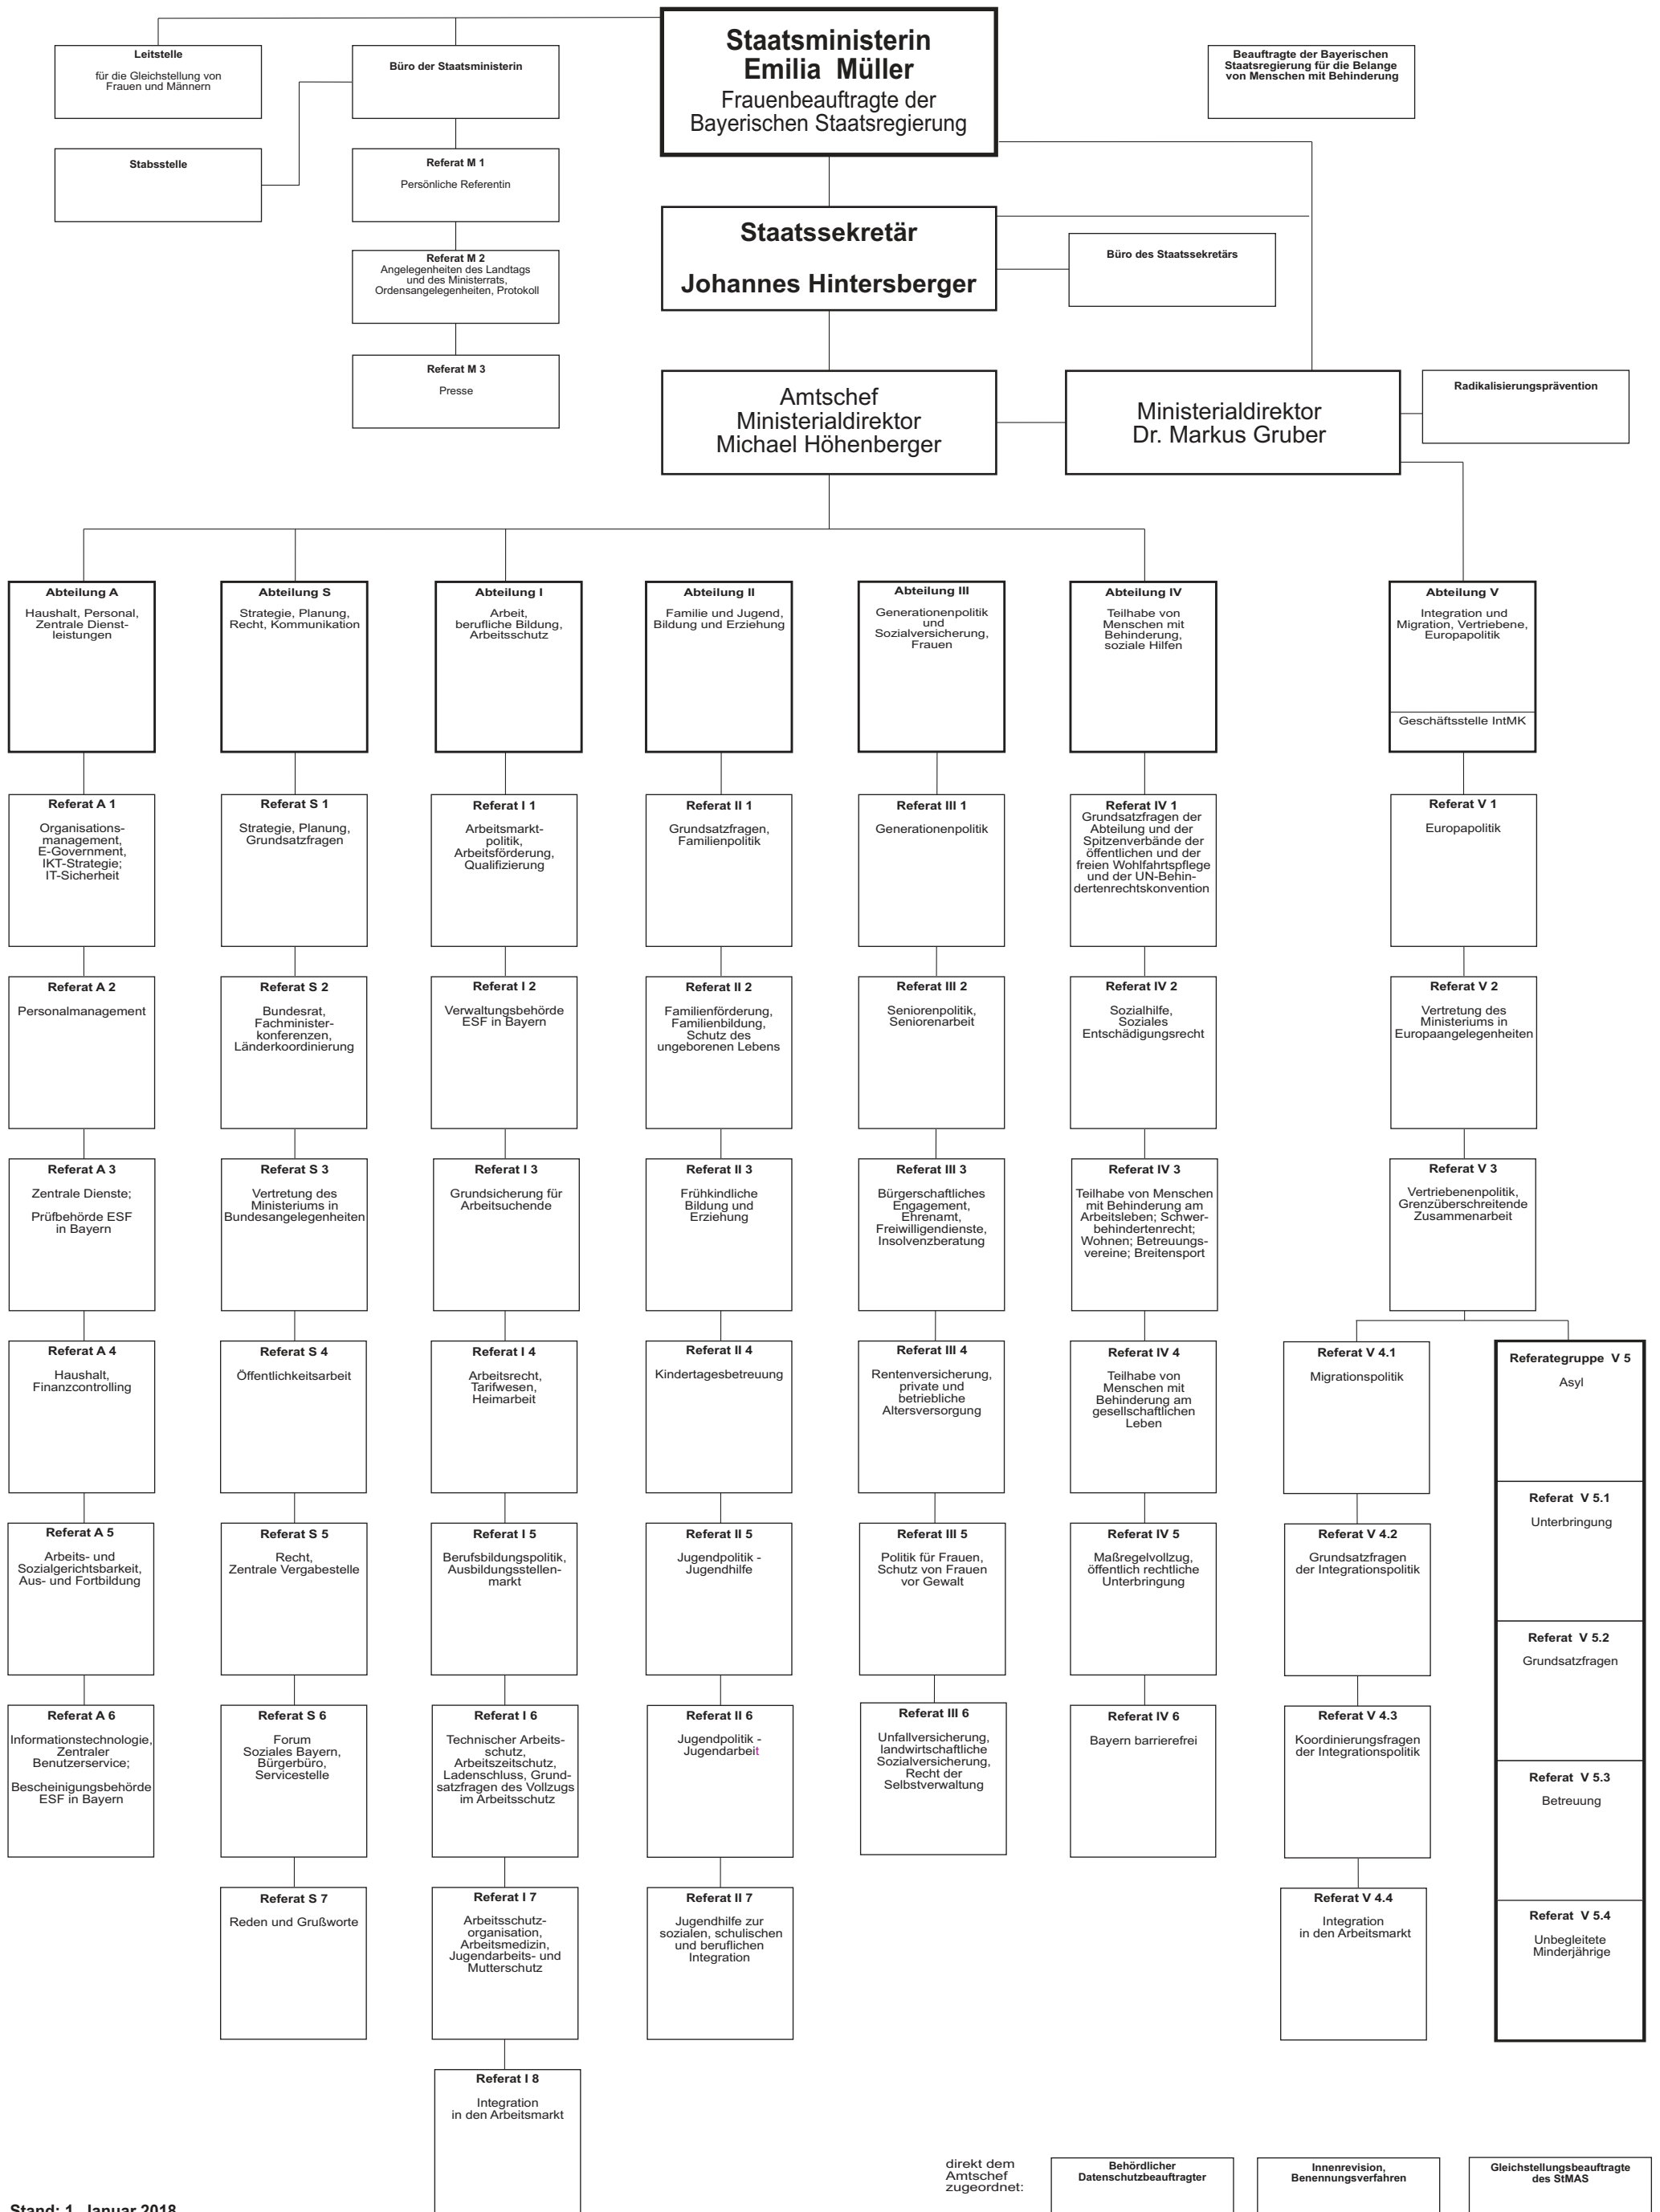 Staatsministerin
Emilia Müller
Frauenbeauftragte der
Bayerischen Staatsregierung
Leitstelle
für die Gleichstellung von
Frauen und Männern
Büro der Staatsministerin
Beauftragte der Bayerischen
Staatsregierung für die Belange
von Menschen mit Behinderung
Stabsstelle
Referat M 1
Persönliche Referentin
Staatssekretär
Johannes Hintersberger
Büro des Staatssekretärs
Referat M 2
Angelegenheiten des Landtags
und des Ministerrats,
Ordensangelegenheiten, Protokoll
Referat M 3
Presse
Amtschef
Ministerialdirektor
Michael Höhenberger
Ministerialdirektor
Dr. Markus Gruber
Radikalisierungsprävention
Abteilung A
Haushalt, Personal,
Zentrale Dienst-
leistungen
Abteilung S
Strategie, Planung,
Recht, Kommunikation
Abteilung I
Arbeit,
berufliche Bildung,
Arbeitsschutz
Abteilung II
Familie und Jugend,
Bildung und Erziehung
Abteilung III
Generationenpolitik
und
Sozialversicherung,
Frauen
Abteilung IV
Teilhabe von
Menschen mit
Behinderung,
soziale Hilfen
Abteilung V
Integration und
Migration, Vertriebene,
Europapolitik
Geschäftsstelle IntMK
Referat A 1
Organisations-
management,
E-Government,
IKT-Strategie;
IT-Sicherheit
Referat S 1
Strategie, Planung,
Grundsatzfragen
Referat I 1
Arbeitsmarkt-
politik,
Arbeitsförderung,
Qualifizierung
Referat II 1
Grundsatzfragen,
Familienpolitik
Referat III 1
Generationenpolitik
Referat IV 1
Grundsatzfragen der
Abteilung und der
Spitzenverbände der
öffentlichen und der
freien Wohlfahrtspflege
und der UN-Behin-
dertenrechtskonvention
Referat V 1
Europapolitik
Referat A 2
Personalmanagement
Referat S 2
Bundesrat,
Fachminister-
konferenzen,
Länderkoordinierung
Referat I 2
Verwaltungsbehörde
ESF in Bayern
Referat II 2
Familienförderung,
Familienbildung,
Schutz des
ungeborenen Lebens
Referat III 2
Seniorenpolitik,
Seniorenarbeit
Referat IV 2
Sozialhilfe,
Soziales
Entschädigungsrecht
Referat V 2
Vertretung des
Ministeriums in
Europaangelegenheiten
Referat A 3
Zentrale Dienste;
Prüfbehörde ESF
in Bayern
Referat S 3
Vertretung des
Ministeriums in
Bundesangelegenheiten
Referat I 3
Grundsicherung für
Arbeitsuchende
Referat II 3
Frühkindliche
Bildung und
Erziehung
Referat III 3
Bürgerschaftliches
Engagement,
Ehrenamt,
Freiwilligendienste,
Insolvenzberatung
Referat IV 3
Teilhabe von Menschen
mit Behinderung am
Arbeitsleben; Schwer-
behindertenrecht;
Wohnen; Betreuungs-
vereine; Breitensport
Referat V 3
Vertriebenenpolitik,
Grenzüberschreitende
Zusammenarbeit
Referat A 4
Haushalt,
Finanzcontrolling
Referat S 4
Öffentlichkeitsarbeit
Referat I 4
Arbeitsrecht,
Tarifwesen,
Heimarbeit
Referat II 4
Kindertagesbetreuung
Referat III 4
Rentenversicherung,
private und
betriebliche
Altersversorgung
Referat IV 4
Teilhabe von
Menschen mit
Behinderung am
gesellschaftlichen
Leben
Referat V 4.1
Migrationspolitik
Referategruppe V 5
Asyl
Referat A 5
Arbeits- und
Sozialgerichtsbarkeit,
Aus- und Fortbildung
Referat S 5
Recht,
Zentrale Vergabestelle
Referat I 5
Berufsbildungspolitik,
Ausbildungsstellen-
markt
Referat II 5
Jugendpolitik -
Jugendhilfe
Referat III 5
Politik für Frauen,
Schutz von Frauen
vor Gewalt
Referat IV 5
Maßregelvollzug,
öffentlich rechtliche
Unterbringung
Referat V 4.2
Grundsatzfragen
der Integrationspolitik
Referat V 5.1
Unterbringung
Referat V 5.2
Grundsatzfragen
Referat A 6
Informationstechnologie,
Zentraler
Benutzerservice;
Bescheinigungsbehörde
ESF in Bayern
Referat S 6
Forum
Soziales Bayern,
Bürgerbüro,
Servicestelle
Referat I 6
Technischer Arbeits-
schutz,
Arbeitszeitschutz,
Ladenschluss, Grund-
satzfragen des Vollzugs
im Arbeitsschutz
Referat II 6
Jugendpolitik -
Jugendarbeit
Referat III 6
Unfallversicherung,
landwirtschaftliche
Sozialversicherung,
Recht der
Selbstverwaltung
Referat IV 6
Bayern barrierefrei
Referat V 4.3
Koordinierungsfragen
der Integrationspolitik
Referat V 5.3
Betreuung
Referat S 7
Reden und Grußworte
Referat I 7
Arbeitsschutz-
organisation,
Arbeitsmedizin,
Jugendarbeits- und
Mutterschutz
Referat II 7
Jugendhilfe zur
sozialen, schulischen
und beruflichen
Integration
Referat V 4.4
Integration
in den Arbeitsmarkt
Referat V 5.4
Unbegleitete
Minderjährige
Referat I 8
Integration
in den Arbeitsmarkt
direkt dem
Amtschef
zugeordnet:
Behördlicher
Datenschutzbeauftragter
Innenrevision,
Benennungsverfahren
Gleichstellungsbeauftragte
des StMAS
Stand: 1. Januar 2018